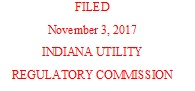 FILED
November 3, 2017
INDIANA UTILITY
REGULATORY COMMISSION